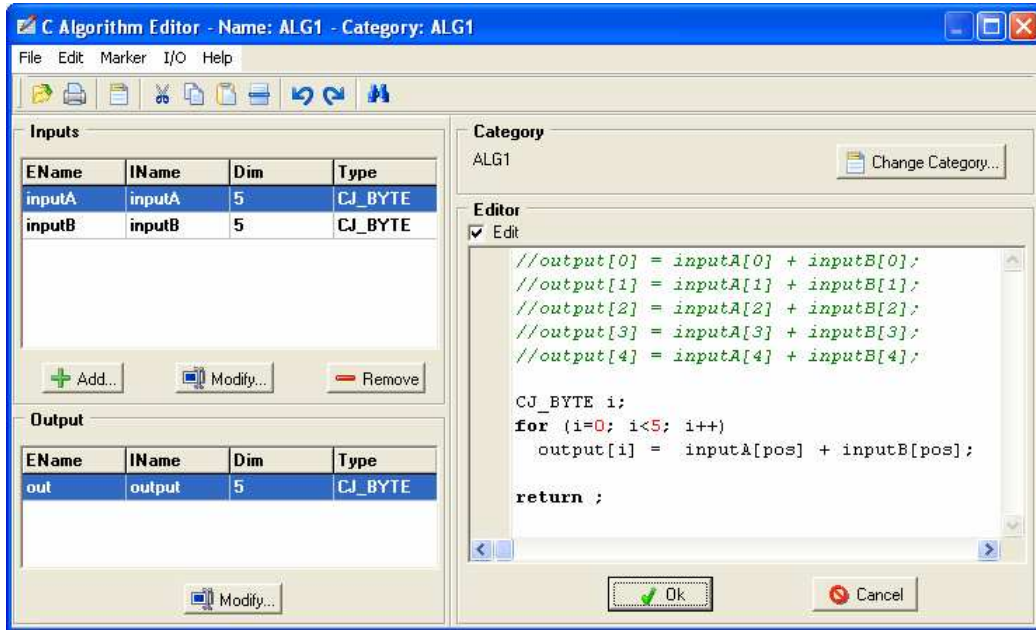 C Algorithm Editor - Name: ALG1 - Category: ALG1
File Edit Marker I/O Help
Inputs
EName IName Dim Type
inputA inputA 5 CJ_BYTE
inputB inputB 5 CJ_BYTE
Add... Modify... Remove
Output
EName IName Dim Type
out output 5 CJ_BYTE
Modify...
Category
ALG1 Change Category...
Editor
Edit
//output[0] = inputA[0] + inputB[0];
//output[1] = inputA[1] + inputB[1];
//output[2] = inputA[2] + inputB[2];
//output[3] = inputA[3] + inputB[3];
//output[4] = inputA[4] + inputB[4];
CJ_BYTE i;
for (i=0; i<5; i++)
output[i] = inputA[pos] + inputB[pos];
return ;
Ok Cancel